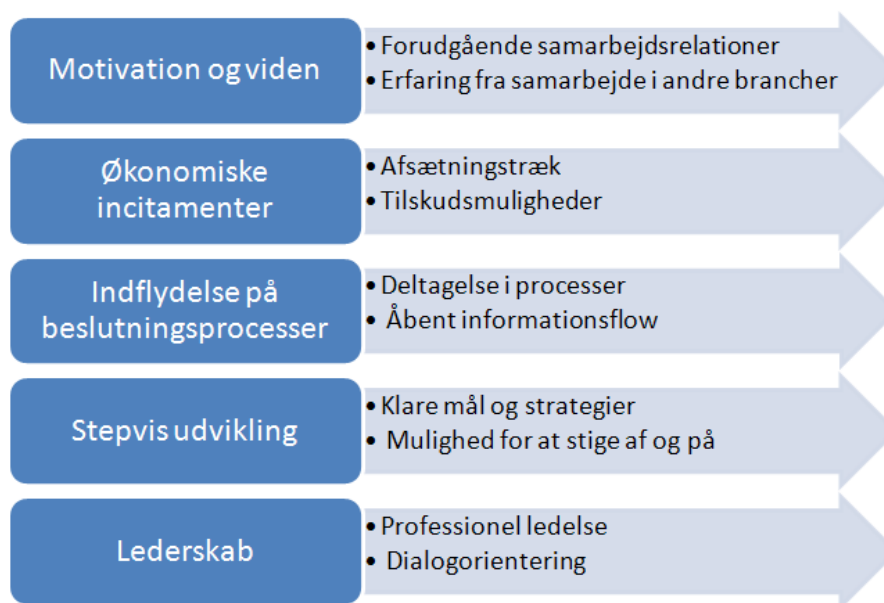 Motivation og viden
• Forudgående samarbejdsrelationer
• Erfaring fra samarbejde i andre brancher
Økonomiske
incitamenter
• Afsætningstræk
• Tilskudsmuligheder
Indflydelse på
beslutningsprocesser
• Deltagelse i processer
• Åbent informationsflow
Stepvis udvikling
• Klare mål og strategier
• Mulighed for at stige af og på
Lederskab
• Professionel ledelse
• Dialogorientering